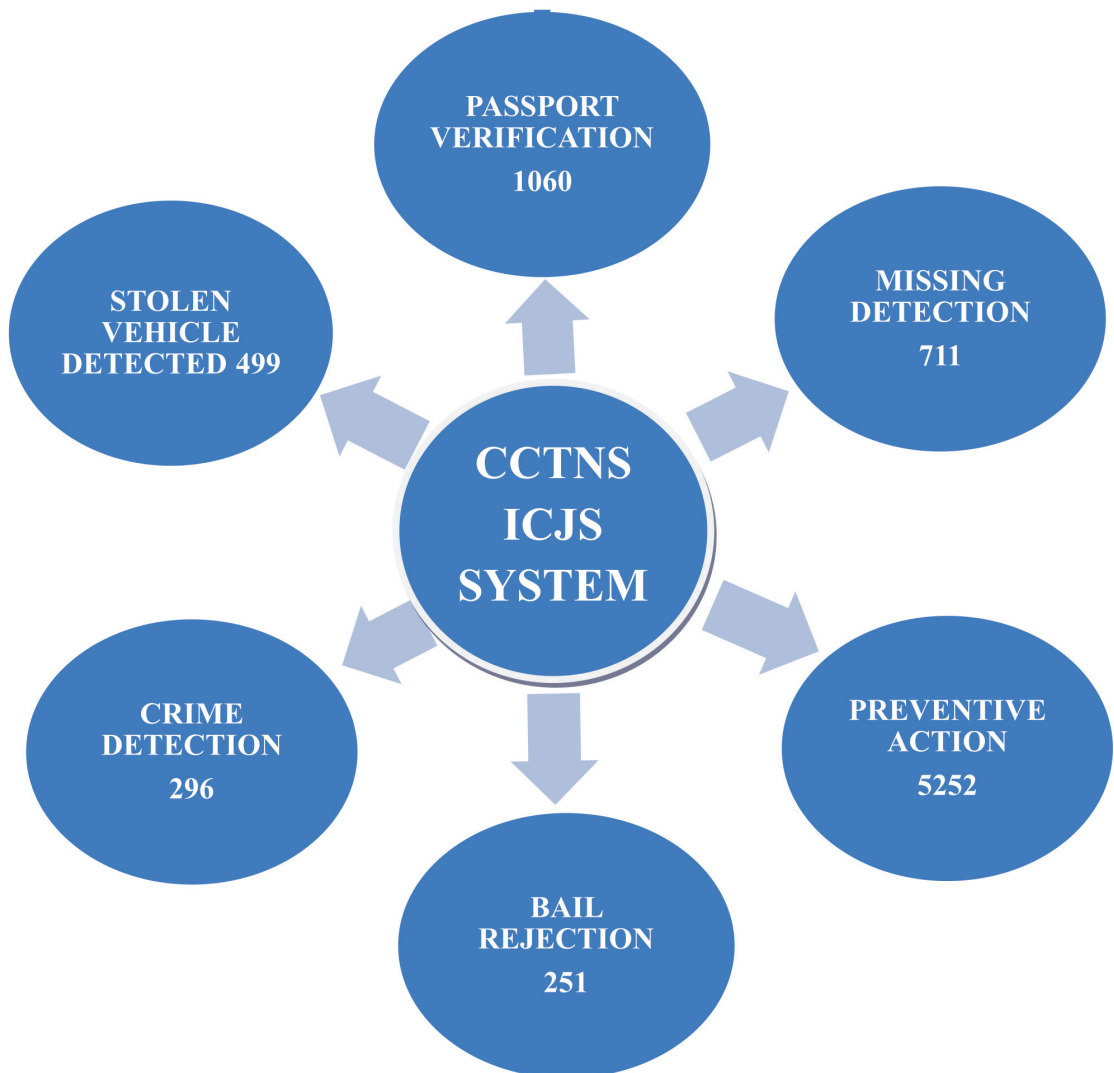 PASSPORT
VERIFICATION
1060
STOLEN
VEHICLE
DETECTED 499
MISSING
DETECTION
711
CCTNS
ICJS
SYSTEM
CRIME
DETECTION
296
PREVENTIVE
ACTION
5252
BAIL
REJECTION
251